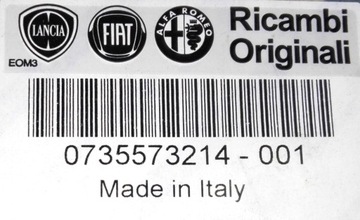 LANCIA FIAT ALFA ROMEO Ricambi
Originali
EOM3
0735573214 - 001
Made in Italy